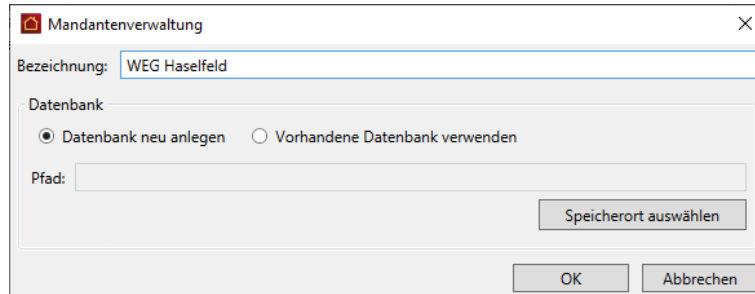 Mandantenverwaltung
Bezeichnung: WEG Haselfeld
Datenbank
Datenbank neu anlegen Vorhandene Datenbank verwenden
Pfad:
Speicherort auswählen
OK Abbrechen